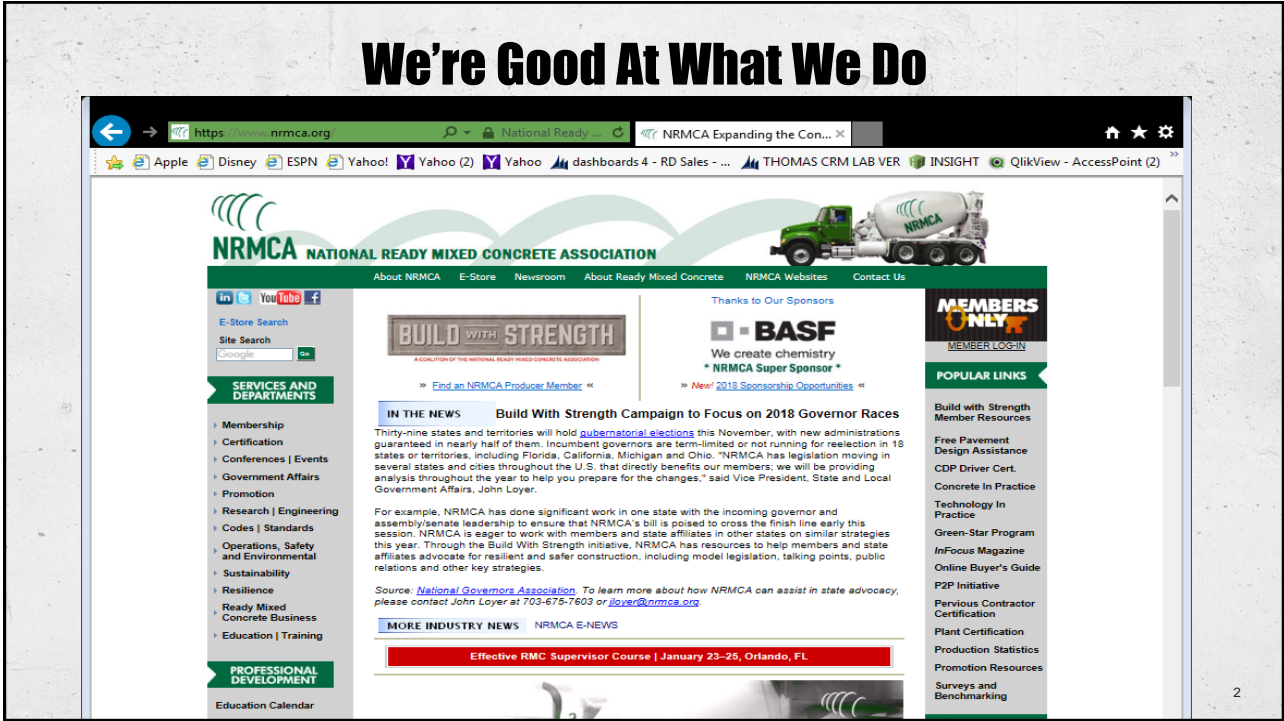 We're Good At What We Do
https://www.nrmca.org/
National Ready ...
NRMCA Expanding the Con...
Apple Disney ESPN Yahoo! Yahoo (2) Yahoo dashboards 4 - RD Sales - ... THOMAS CRM LAB VER INSIGHT QlikView - AccessPoint (2)
NRMCA NATIONAL READY MIXED CONCRETE ASSOCIATION
NRMCA
About NRMCA E-Store Newsroom About Ready Mixed Concrete NRMCA Websites Contact Us
in YouTube f
E-Store Search
Site Search
Google Go
SERVICES AND
DEPARTMENTS
Membership
Certification
Conferences | Events
Government Affairs
Promotion
Research | Engineering
Codes | Standards
Operations, Safety
and Environmental
Sustainability
Resilience
Ready Mixed
Concrete Business
Education | Training
PROFESSIONAL
DEVELOPMENT
Education Calendar
BUILD WITH STRENGTH
A COALITION OF THE NATIONAL READY MIXED CONCRETE ASSOCIATION
» Find an NRMCA Producer Member «
Thanks to Our Sponsors
BASF
We create chemistry
* NRMCA Super Sponsor *
» New! 2018 Sponsorship Opportunities «
IN THE NEWS Build With Strength Campaign to Focus on 2018 Governor Races
Thirty-nine states and territories will hold gubernatorial elections this November, with new administrations
guaranteed in nearly half of them. Incumbent governors are term-limited or not running for reelection in 18
states or territories, including Florida, California, Michigan and Ohio. "NRMCA has legislation moving in
several states and cities throughout the U.S. that directly benefits our members; we will be providing
analysis throughout the year to help you prepare for the changes," said Vice President, State and Local
Government Affairs, John Loyer.
For example, NRMCA has done significant work in one state with the incoming governor and
assembly/senate leadership to ensure that NRMCA's bill is poised to cross the finish line early this
session. NRMCA is eager to work with members and state affiliates in other states on similar strategies
this year. Through the Build With Strength initiative, NRMCA has resources to help members and state
affiliates advocate for resilient and safer construction, including model legislation, talking points, public
relations and other key strategies.
Source: National Governors Association. To learn more about how NRMCA can assist in state advocacy,
please contact John Loyer at 703-675-7603 or jloyer@nrmca.org.
MORE INDUSTRY NEWS NRMCA E-NEWS
Effective RMC Supervisor Course | January 23–25, Orlando, FL
MEMBERS
ONLY
MEMBER LOG-IN
POPULAR LINKS
Build with Strength
Member Resources
Free Pavement
Design Assistance
CDP Driver Cert.
Concrete In Practice
Technology In
Practice
Green-Star Program
InFocus Magazine
Online Buyer's Guide
P2P Initiative
Pervious Contractor
Certification
Plant Certification
Production Statistics
Promotion Resources
Surveys and
Benchmarking
2